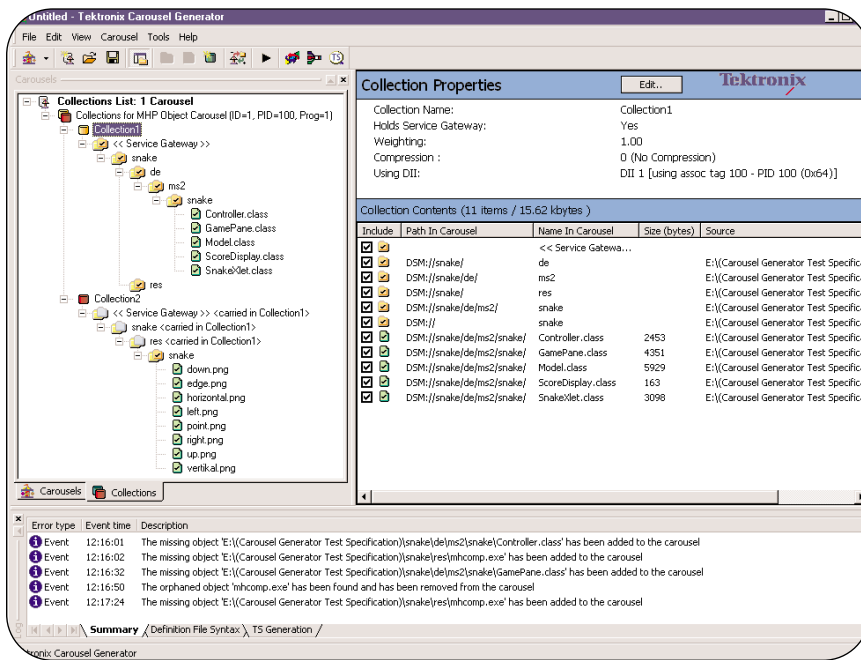 Untitled - Tektronix Carousel Generator
File Edit View Carousel Tools Help
Carousels
Collections List: 1 Carousel
Collections for MHP Object Carousel (ID=1, PID=100, Prog=1)
Collection1
<< Service Gateway >>
snake
de
ms2
snake
Controller.class
GamePane.class
Model.class
ScoreDisplay.class
SnakeXlet.class
res
Collection2
<< Service Gateway >> <carried in Collection1>
snake <carried in Collection1>
res <carried in Collection1>
snake
down.png
edge.png
horizontal.png
left.png
point.png
right.png
up.png
vertikal.png
Carousels Collections
Collection Properties Edit.. Tektronix
Collection Name: Collection1
Holds Service Gateway: Yes
Weighting: 1.00
Compression : 0 (No Compression)
Using DII: DII 1 [using assoc tag 100 - PID 100 (0x64)]
Collection Contents (11 items / 15.62 kbytes )
Include Path In Carousel Name In Carousel Size (bytes) Source
<< Service Gatewa...
DSM://snake/ de E:\(Carousel Generator Test Specific
DSM://snake/de/ ms2 E:\(Carousel Generator Test Specific
DSM://snake/ res E:\(Carousel Generator Test Specific
DSM://snake/de/ms2/ snake E:\(Carousel Generator Test Specific
DSM:// snake E:\(Carousel Generator Test Specific
DSM://snake/de/ms2/snake/ Controller.class 2453 E:\(Carousel Generator Test Specific
DSM://snake/de/ms2/snake/ GamePane.class 4351 E:\(Carousel Generator Test Specific
DSM://snake/de/ms2/snake/ Model.class 5929 E:\(Carousel Generator Test Specific
DSM://snake/de/ms2/snake/ ScoreDisplay.class 163 E:\(Carousel Generator Test Specific
DSM://snake/de/ms2/snake/ SnakeXlet.class 3098 E:\(Carousel Generator Test Specific
Error type Event time Description
Event 12:16:01 The missing object 'E:\(Carousel Generator Test Specification)\snake\de\ms2\snake\Controller.class' has been added to the carousel
Event 12:16:02 The missing object 'E:\(Carousel Generator Test Specification)\snake\res\mhcomp.exe' has been added to the carousel
Event 12:16:32 The missing object 'E:\(Carousel Generator Test Specification)\snake\de\ms2\snake\GamePane.class' has been added to the carousel
Event 12:16:50 The orphaned object 'mhcomp.exe' has been found and has been removed from the carousel
Event 12:17:24 The missing object 'E:\(Carousel Generator Test Specification)\snake\res\mhcomp.exe' has been added to the carousel
Log
Summary Definition File Syntax TS Generation
tronix Carousel Generator